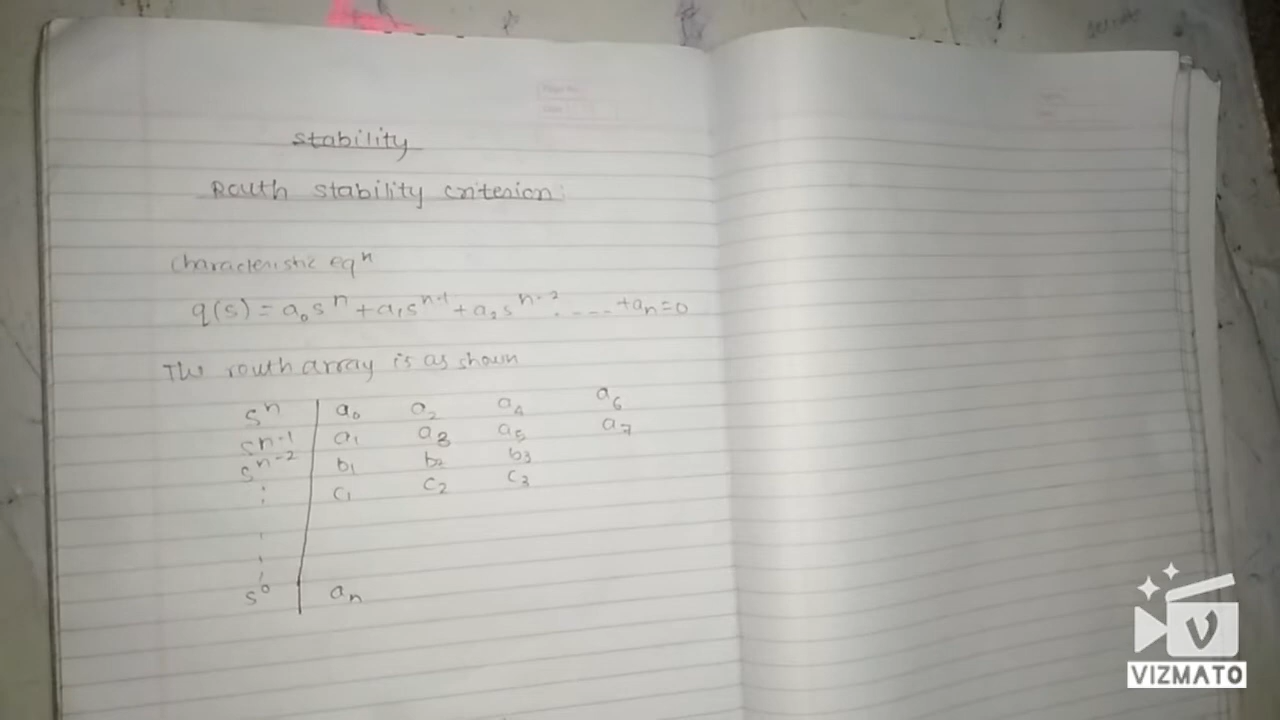 stability
Routh stability criterion:
characteristic eqⁿ
q(s) = a₀sⁿ + a₁sⁿ⁻¹ + a₂sⁿ⁻² ..... + aₙ = 0
The routh array is as shown
sⁿ | a₀ a₂ a₄ a₆
sⁿ⁻¹ | a₁ a₃ a₅ a₇
sⁿ⁻² | b₁ b₂ b₃
: | c₁ c₂ c₃
s⁰ | aₙ
V
VIZMATO